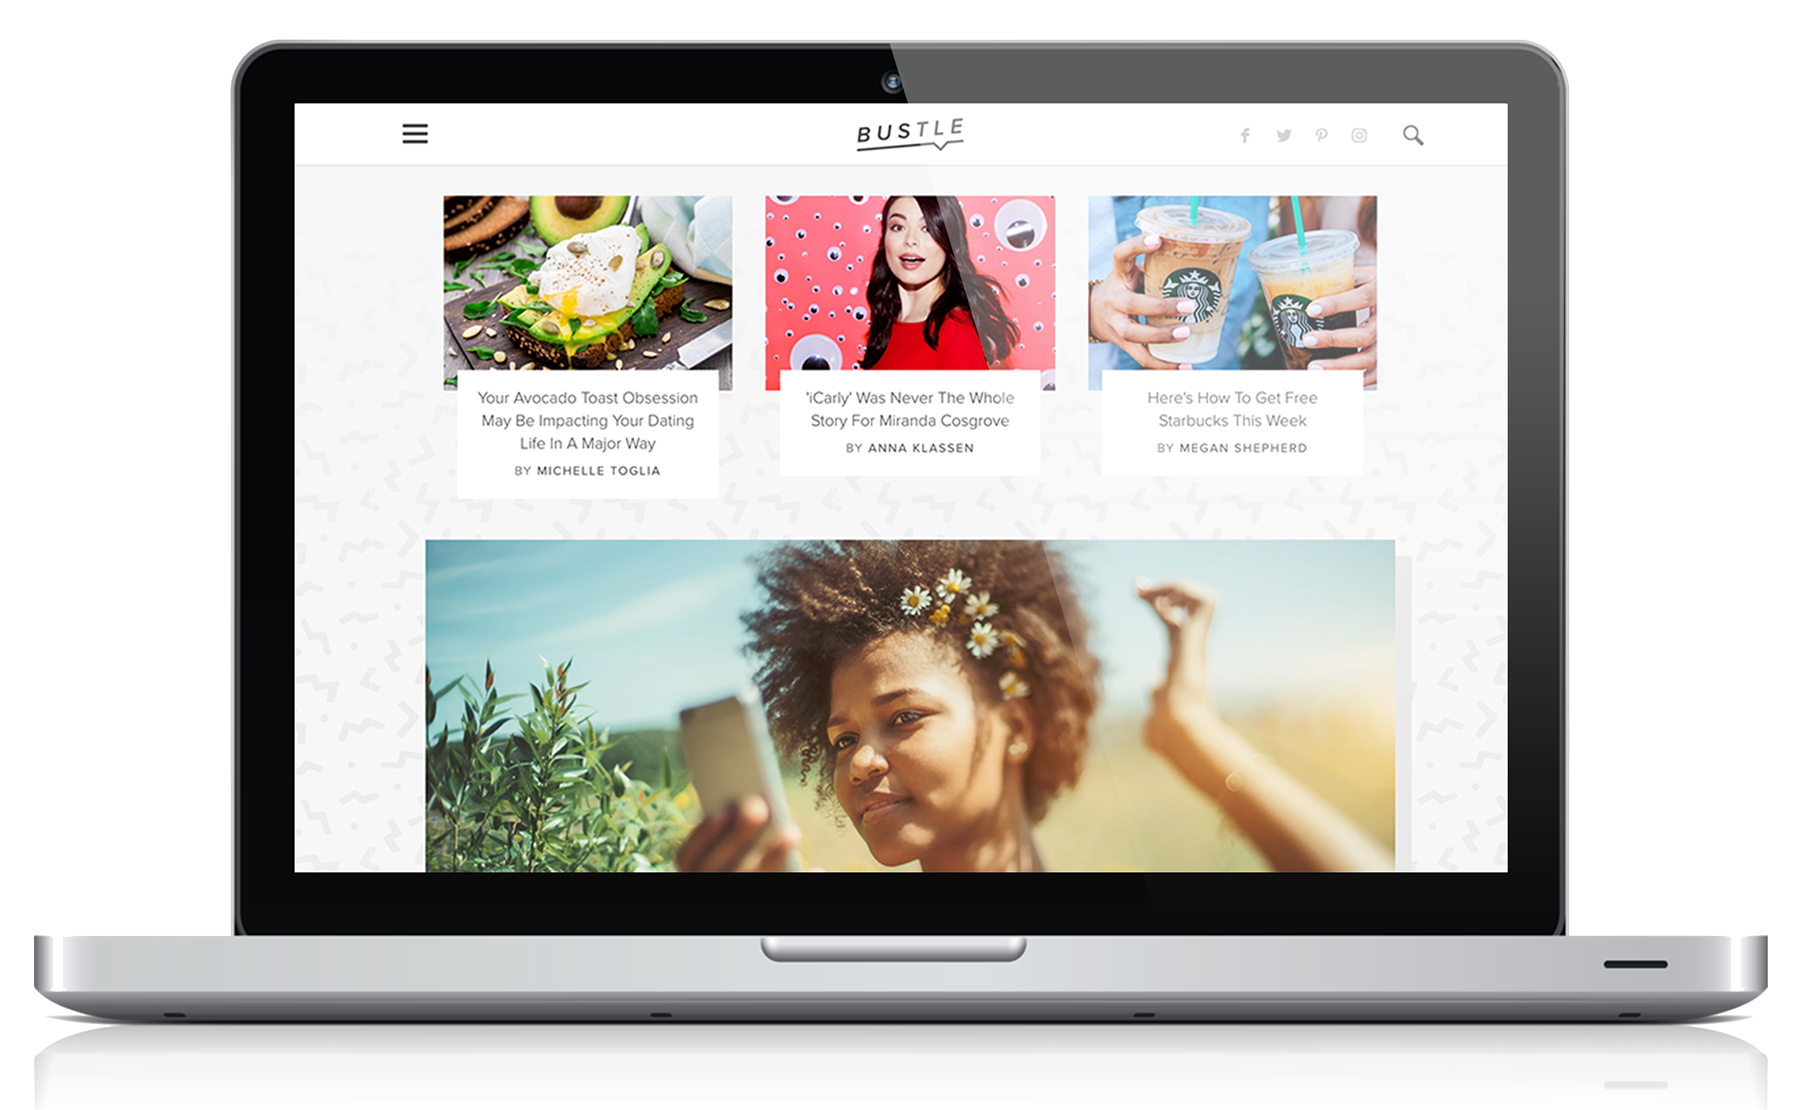 BUSTLE
Your Avocado Toast Obsession
May Be Impacting Your Dating
Life In A Major Way
BY MICHELLE TOGLIA
'iCarly' Was Never The Whole
Story For Miranda Cosgrove
BY ANNA KLASSEN
Here's How To Get Free
Starbucks This Week
BY MEGAN SHEPHERD